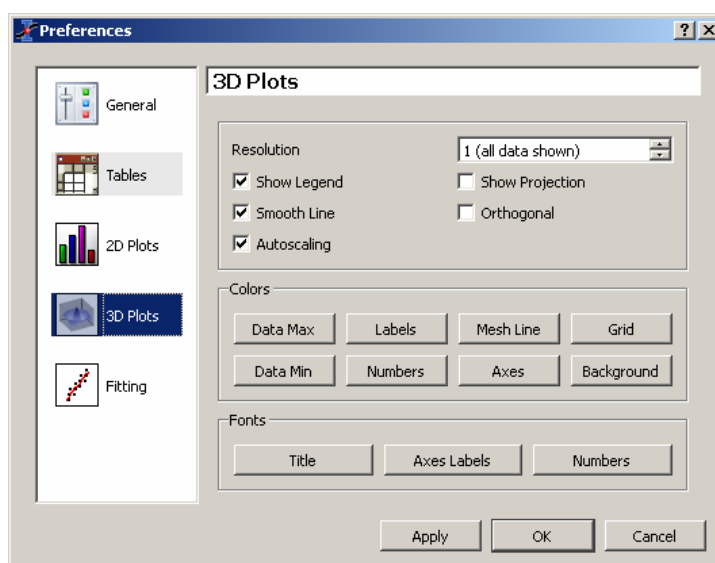 Preferences
General
Tables
2D Plots
3D Plots
Fitting
3D Plots
Resolution 1 (all data shown)
Show Legend Show Projection
Smooth Line Orthogonal
Autoscaling
Colors
Data Max Labels Mesh Line Grid
Data Min Numbers Axes Background
Fonts
Title Axes Labels Numbers
Apply OK Cancel